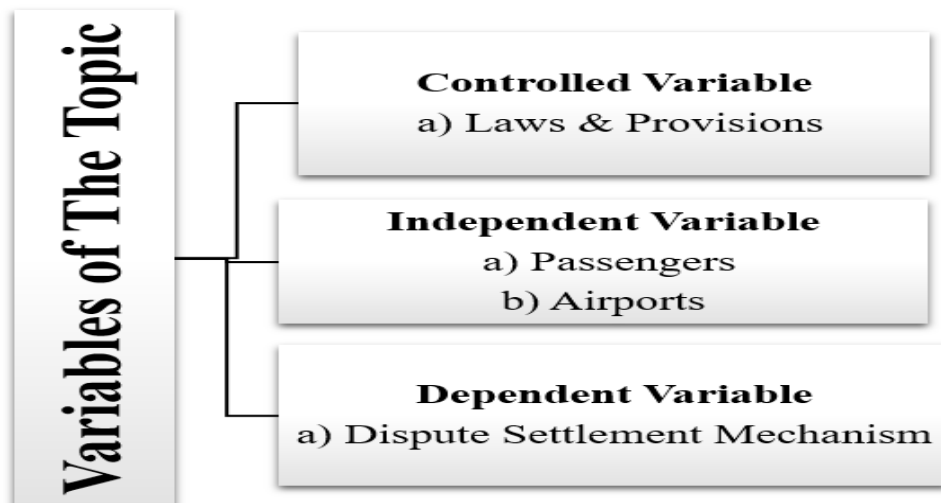 Variables of The Topic
Controlled Variable
a) Laws & Provisions
Independent Variable
a) Passengers
b) Airports
Dependent Variable
a) Dispute Settlement Mechanism